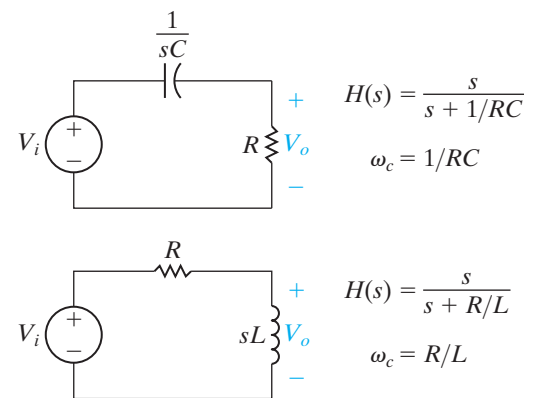 1
sC
+
H(s) = s / (s + 1/RC)
V_i + − R V_o
ω_c = 1/RC
−
R
+
H(s) = s / (s + R/L)
V_i + − sL V_o
ω_c = R/L
−